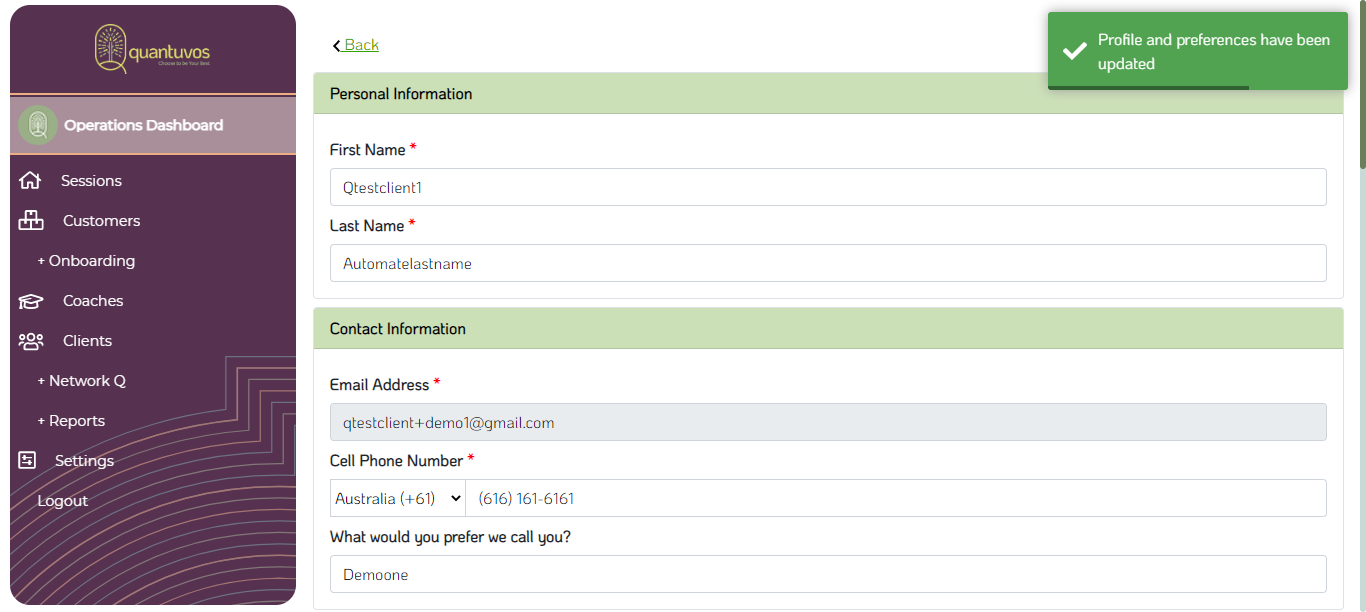 quantuvos
Choose to be Your Best
Operations Dashboard
Sessions
Customers
+ Onboarding
Coaches
Clients
+ Network Q
+ Reports
Settings
Logout
Back
Profile and preferences have been
updated
Personal Information
First Name *
Qtestclient1
Last Name *
Automatelastname
Contact Information
Email Address *
qtestclient+demo1@gmail.com
Cell Phone Number *
Australia (+61) (616) 161-6161
What would you prefer we call you?
Demoone